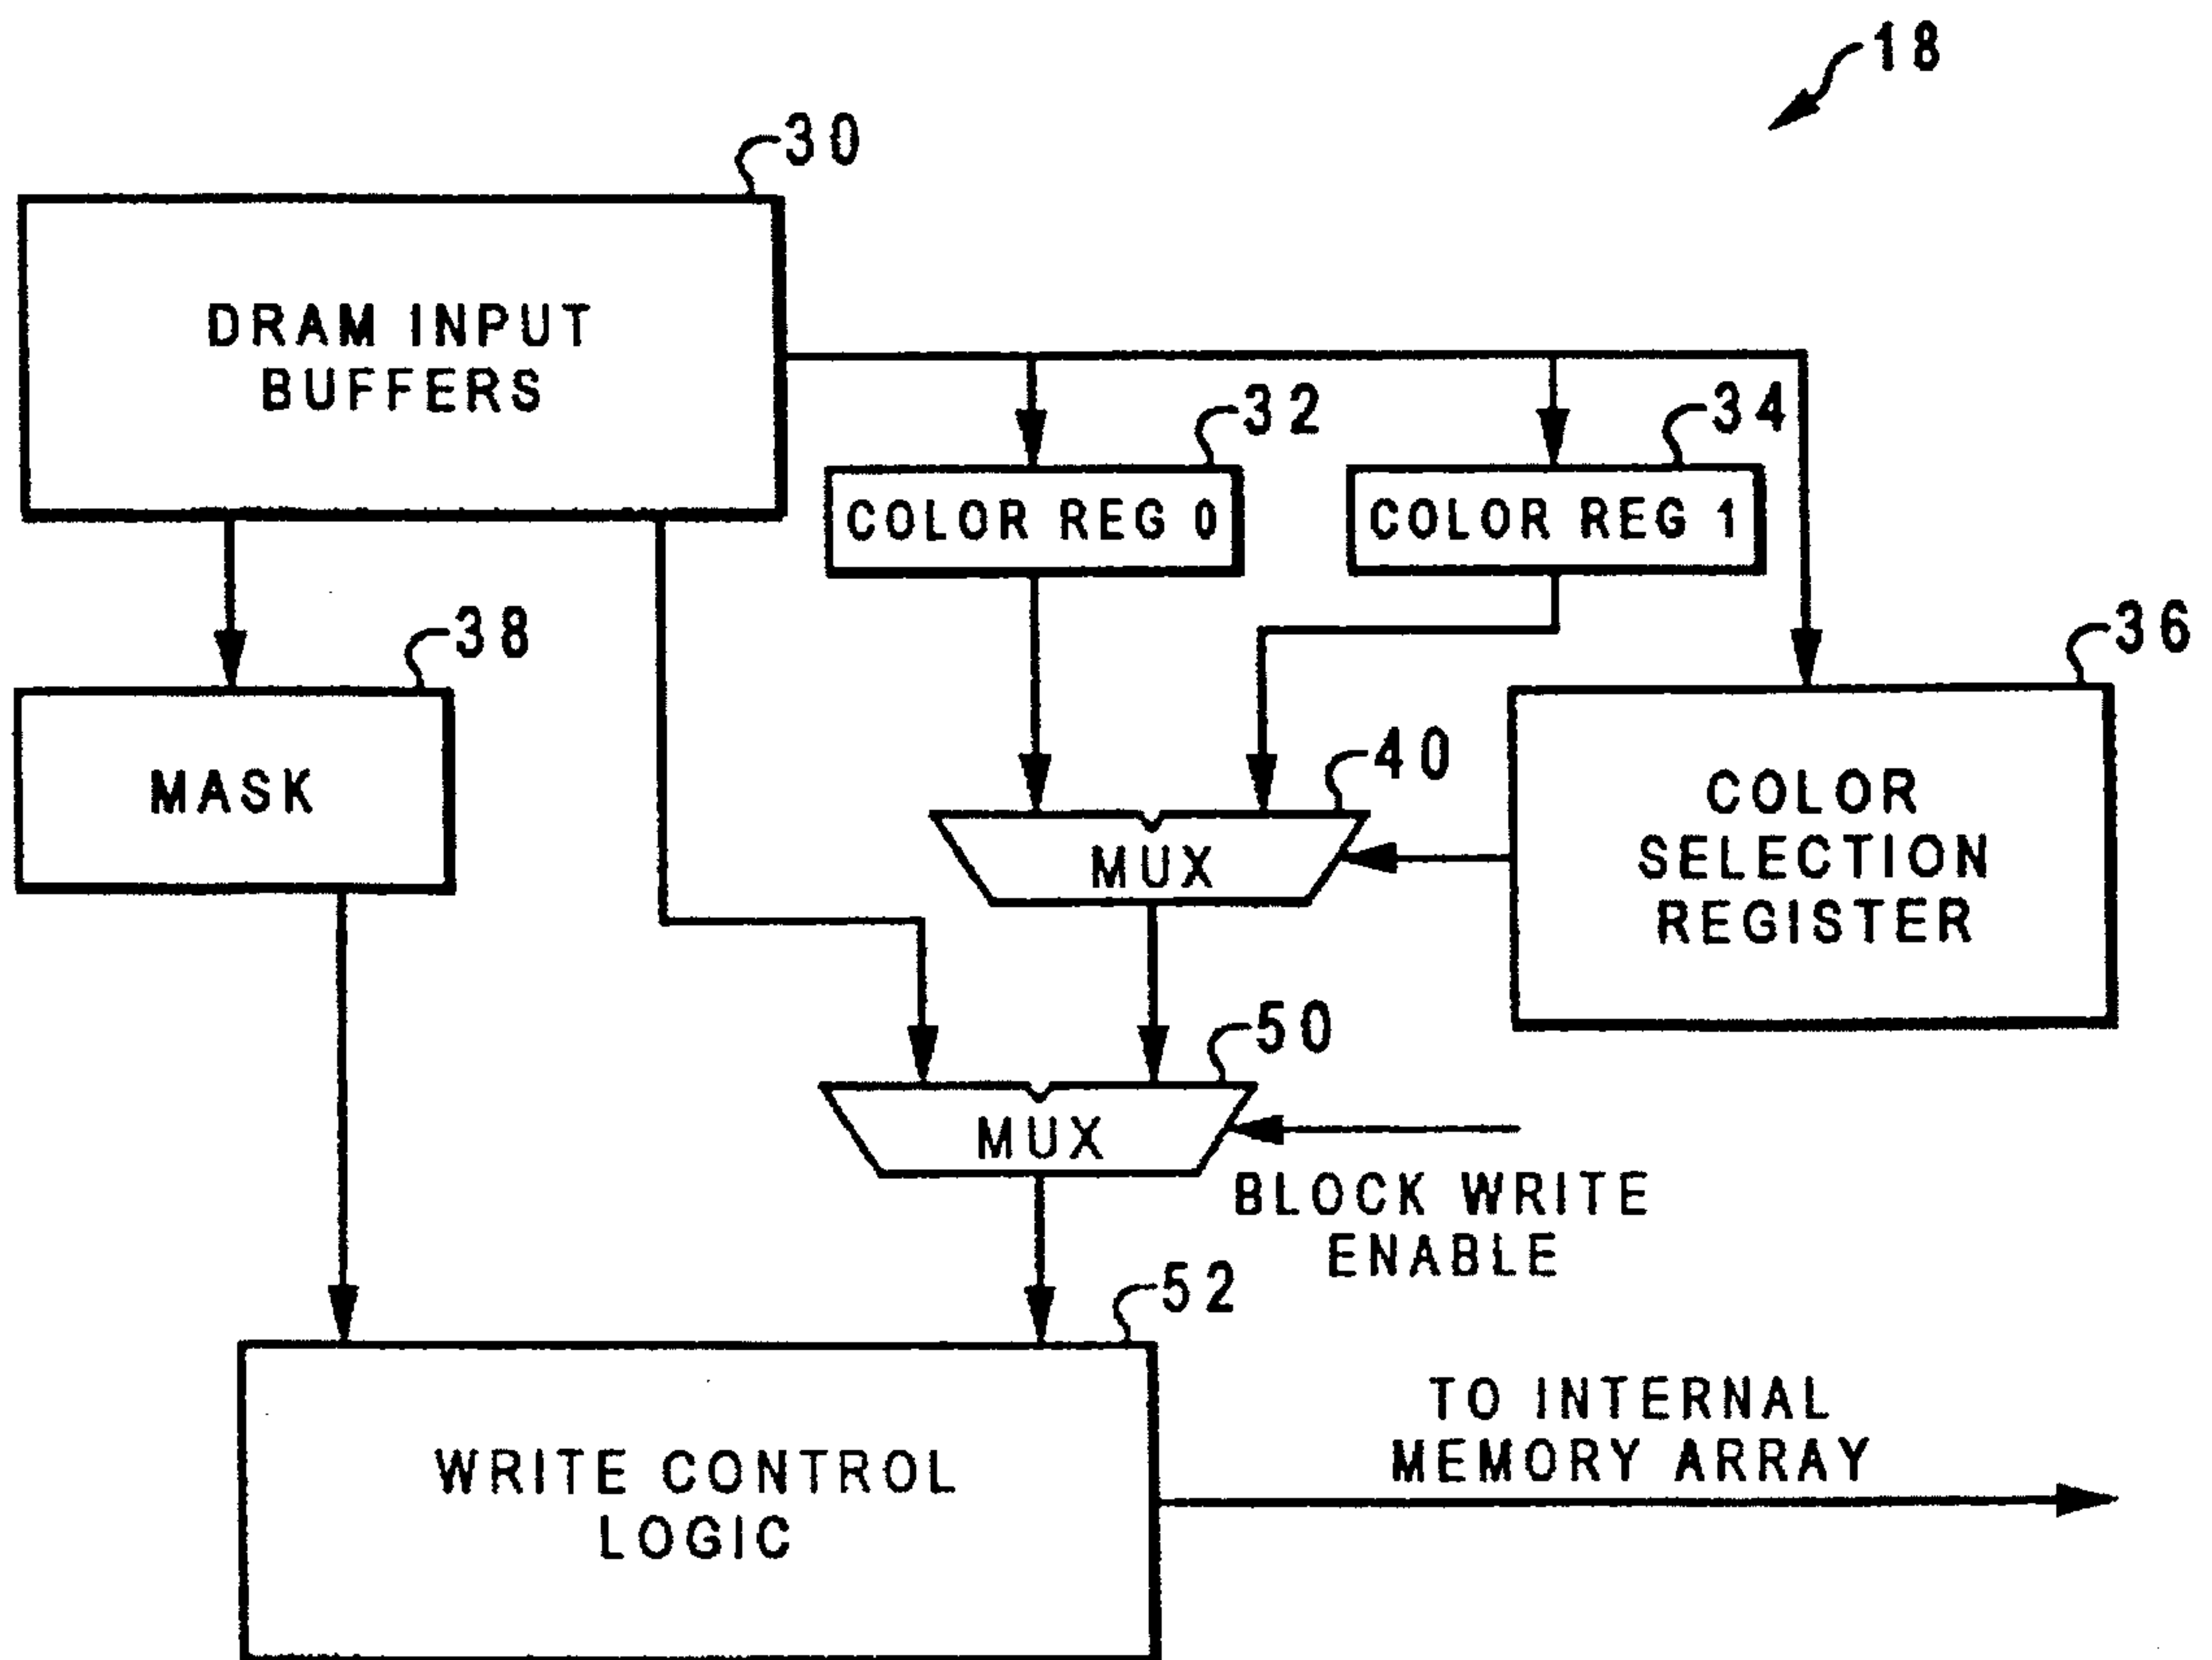 18
30
DRAM INPUT
BUFFERS
32
34
COLOR REG 0
COLOR REG 1
38
36
MASK
40
MUX
COLOR
SELECTION
REGISTER
50
MUX
BLOCK WRITE
ENABLE
52
WRITE CONTROL
LOGIC
TO INTERNAL
MEMORY ARRAY